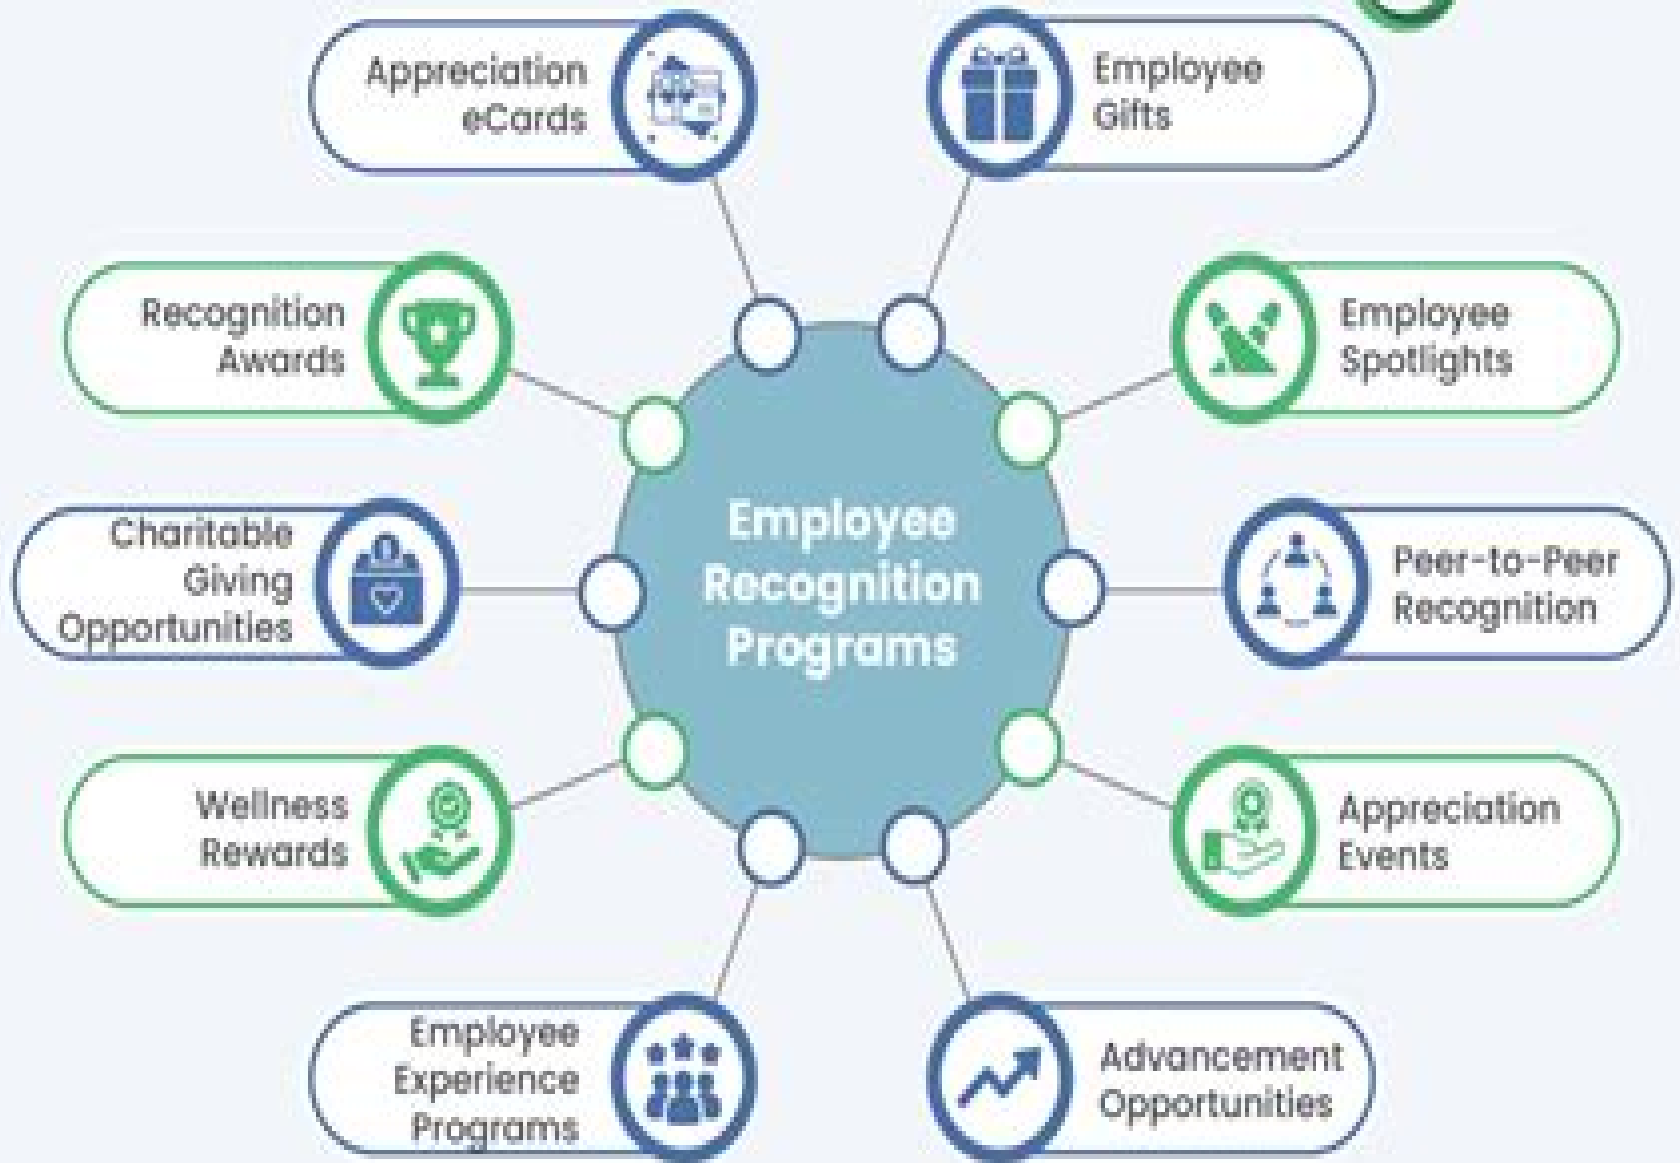 Appreciation
eCards
Employee
Gifts
Recognition
Awards
Employee
Spotlights
Charitable
Giving
Opportunities
Employee
Recognition
Programs
Peer-to-Peer
Recognition
Wellness
Rewards
Appreciation
Events
Employee
Experience
Programs
Advancement
Opportunities